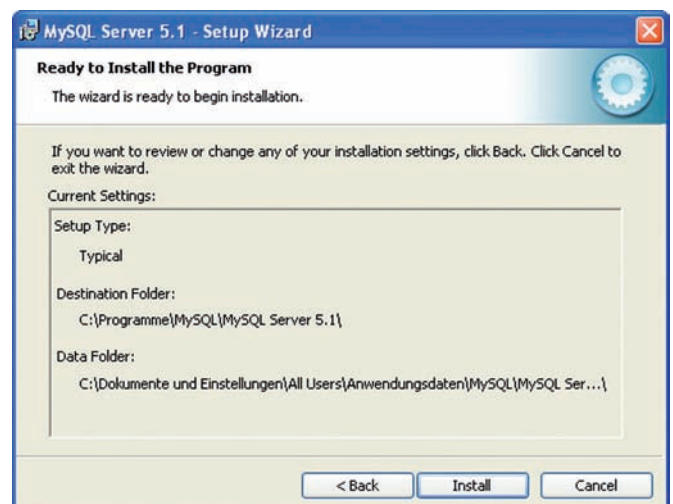 MySQL Server 5.1 - Setup Wizard
Ready to Install the Program
The wizard is ready to begin installation.
If you want to review or change any of your installation settings, click Back. Click Cancel to
exit the wizard.
Current Settings:
Setup Type:
Typical
Destination Folder:
C:\Programme\MySQL\MySQL Server 5.1\
Data Folder:
C:\Dokumente und Einstellungen\All Users\Anwendungsdaten\MySQL\MySQL Ser...\
< Back
Install
Cancel